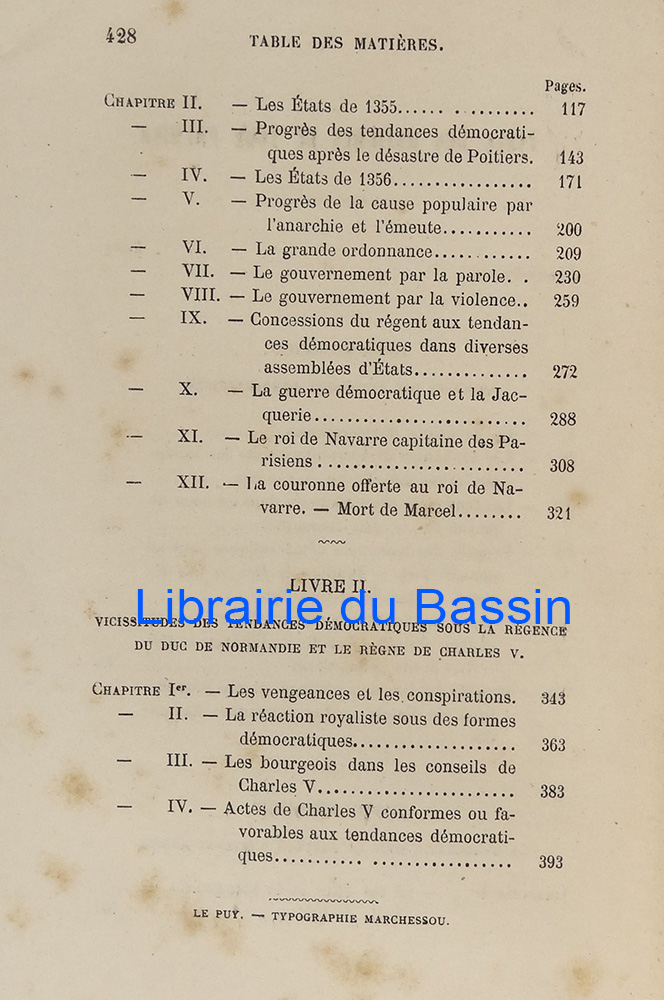 428
TABLE DES MATIÈRES.
Pages.
CHAPITRE II. — Les États de 1355...... . .......... 117
— III. — Progrès des tendances démocrati-
ques après le désastre de Poitiers. 143
— IV. — Les États de 1356................. 171
— V. — Progrès de la cause populaire par
l'anarchie et l'émeute........... 200
— VI. — La grande ordonnance............ 209
— VII. — Le gouvernement par la parole. . 230
— VIII. — Le gouvernement par la violence.. 259
— IX. — Concessions du régent aux tendan-
ces démocratiques dans diverses
assemblées d'États.............. 272
— X. — La guerre démocratique et la Jac-
querie.......................... 288
— XI. — Le roi de Navarre capitaine des Pa-
risiens .......................... 308
— XII. — La couronne offerte au roi de Na-
varre. — Mort de Marcel........ 321
LIVRE II.
Librairie du Bassin
VICISSITUDES DES TENDANCES DÉMOCRATIQUES SOUS LA RÉGENCE
DU DUC DE NORMANDIE ET LE RÈGNE DE CHARLES V.
CHAPITRE Ier. — Les vengeances et les conspirations. 343
— II. — La réaction royaliste sous des formes
démocratiques.................... 363
— III. — Les bourgeois dans les conseils de
Charles V........................ 383
— IV. — Actes de Charles V conformes ou fa-
vorables aux tendances démocrati-
ques........... ................. 393
LE PUY. — TYPOGRAPHIE MARCHESSOU.